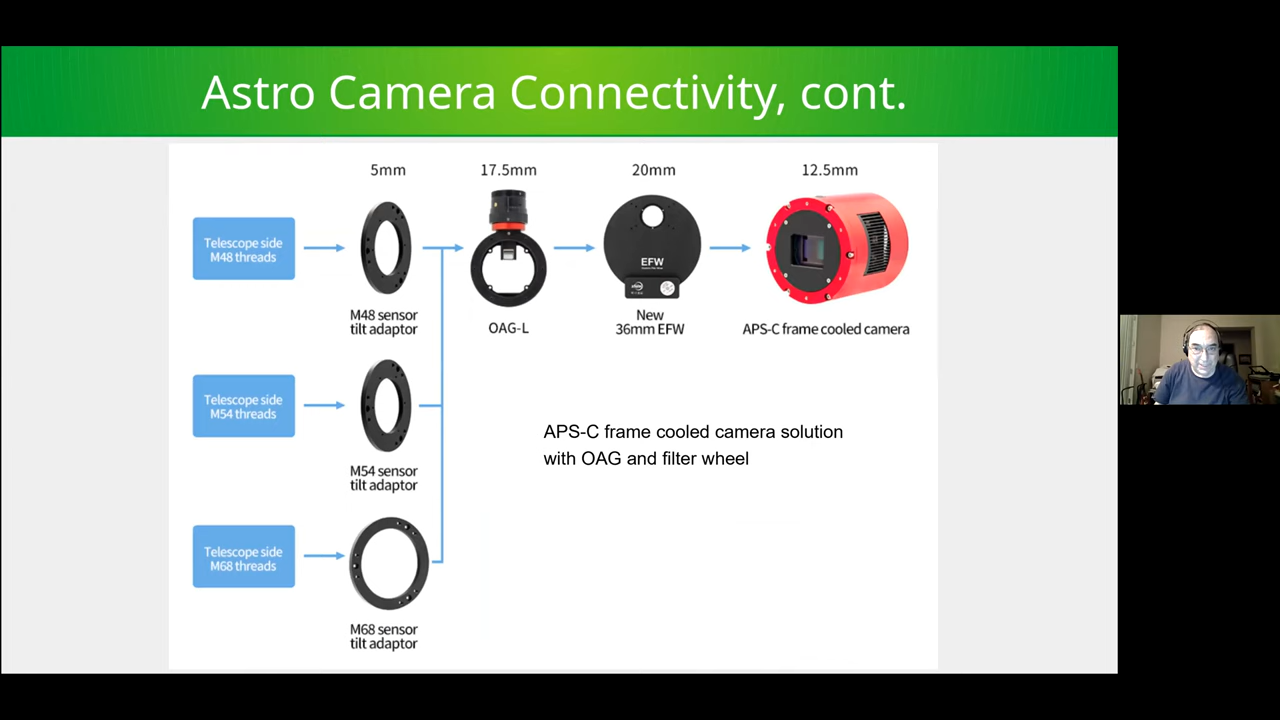 Astro Camera Connectivity, cont.
5mm
17.5mm
20mm
12.5mm
Telescope side
M48 threads
EFW
M48 sensor
tilt adaptor
OAG-L
New
36mm EFW
APS-C frame cooled camera
Telescope side
M54 threads
M54 sensor
tilt adaptor
APS-C frame cooled camera solution
with OAG and filter wheel
Telescope side
M68 threads
M68 sensor
tilt adaptor